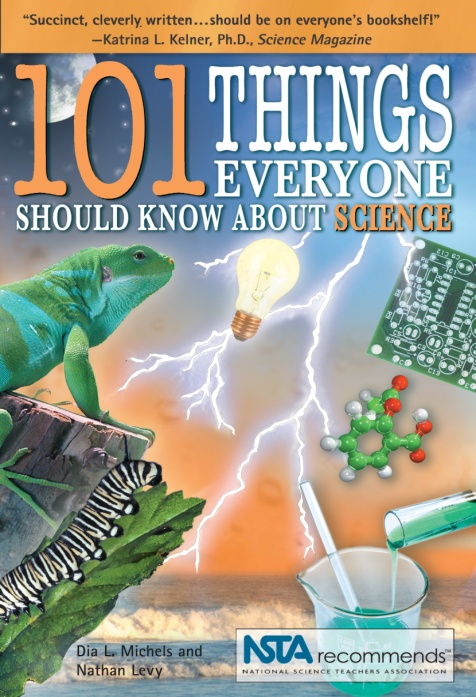 “Succinct, cleverly written…should be on everyone's bookshelf!”
—Katrina L. Kelner, Ph.D., Science Magazine
101 THINGS
EVERYONE
SHOULD KNOW ABOUT SCIENCE
Dia L. Michels and
Nathan Levy
NSTA recommends™
NATIONAL SCIENCE TEACHERS ASSOCIATION